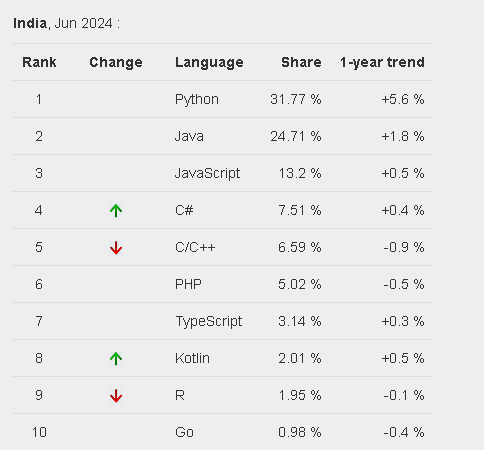 India, Jun 2024 :
Rank Change Language Share 1-year trend
1 Python 31.77 % +5.6 %
2 Java 24.71 % +1.8 %
3 JavaScript 13.2 % +0.5 %
4 C# 7.51 % +0.4 %
5 C/C++ 6.59 % -0.9 %
6 PHP 5.02 % -0.5 %
7 TypeScript 3.14 % +0.3 %
8 Kotlin 2.01 % +0.5 %
9 R 1.95 % -0.1 %
10 Go 0.98 % -0.4 %